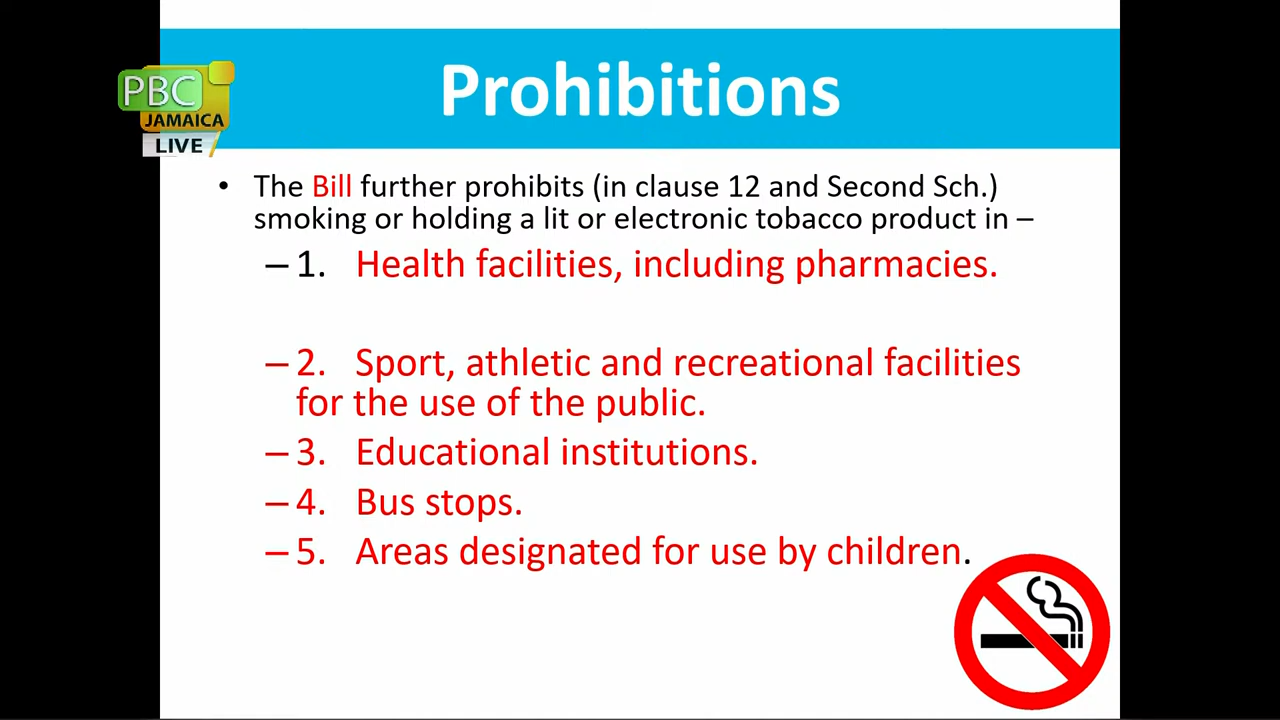 Prohibitions
PBC
JAMAICA
LIVE
• The Bill further prohibits (in clause 12 and Second Sch.)
smoking or holding a lit or electronic tobacco product in –
– 1. Health facilities, including pharmacies.
– 2. Sport, athletic and recreational facilities
for the use of the public.
– 3. Educational institutions.
– 4. Bus stops.
– 5. Areas designated for use by children.